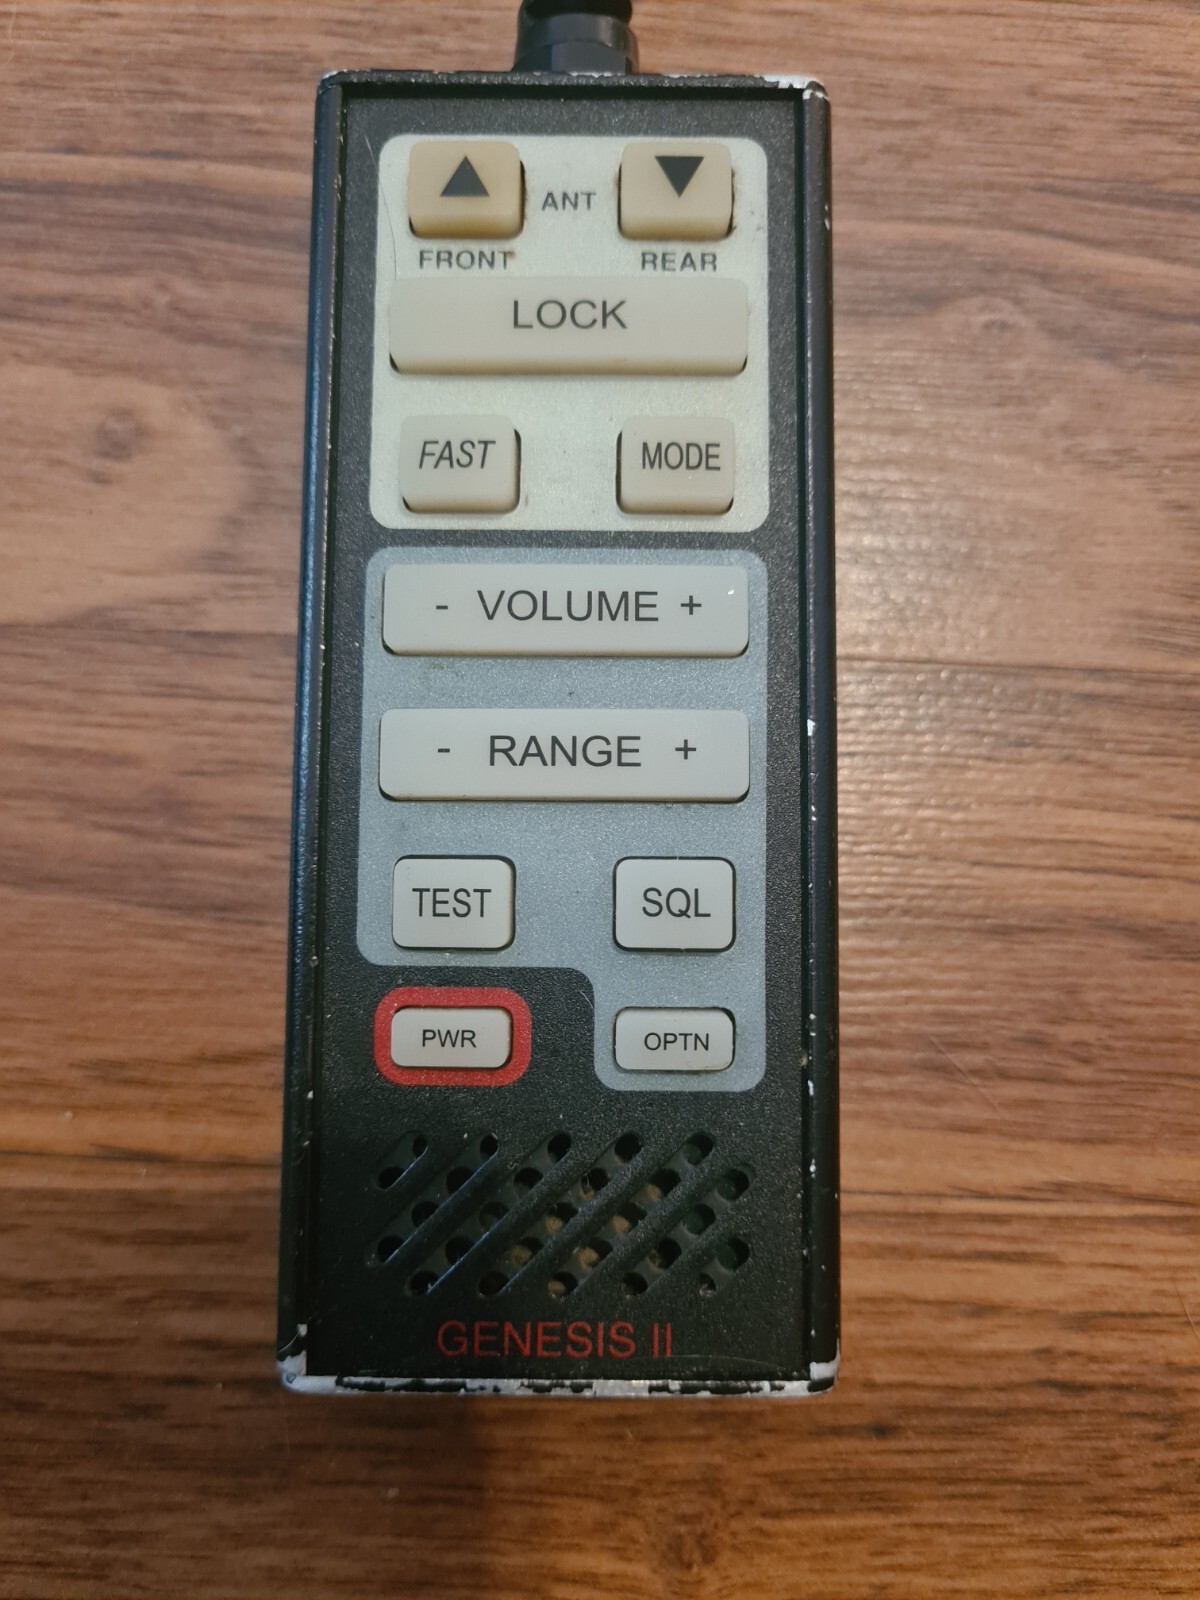 ANT
FRONT REAR
LOCK
FAST MODE
- VOLUME +
- RANGE +
TEST SQL
PWR OPTN
GENESIS II